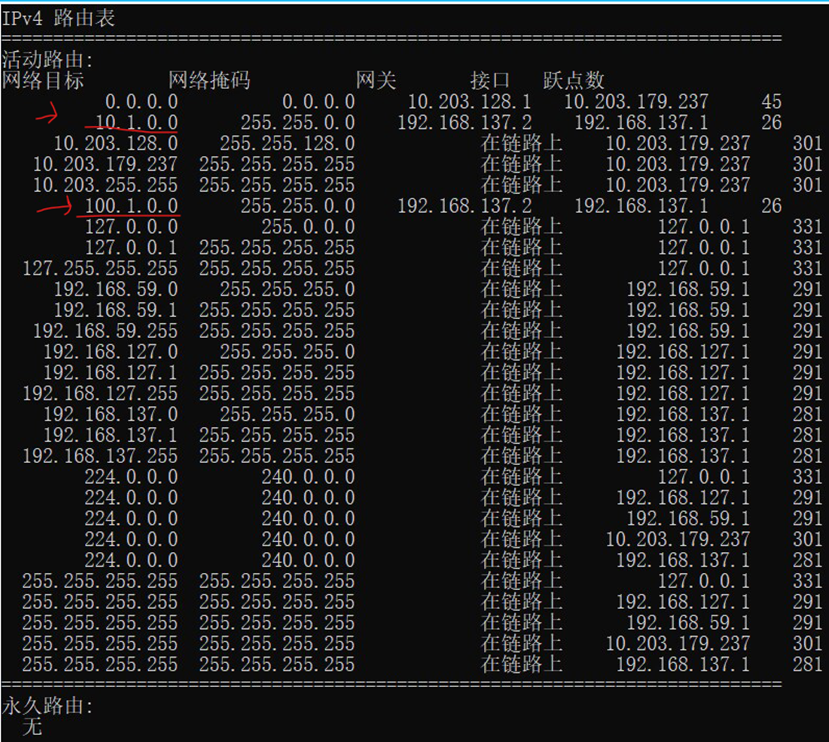 IPv4 路由表
===========================================================================
活动路由:
网络目标 网络掩码 网关 接口 跃点数
0.0.0.0 0.0.0.0 10.203.128.1 10.203.179.237 45
10.1.0.0 255.255.0.0 192.168.137.2 192.168.137.1 26
10.203.128.0 255.255.128.0 在链路上 10.203.179.237 301
10.203.179.237 255.255.255.255 在链路上 10.203.179.237 301
10.203.255.255 255.255.255.255 在链路上 10.203.179.237 301
100.1.0.0 255.255.0.0 192.168.137.2 192.168.137.1 26
127.0.0.0 255.0.0.0 在链路上 127.0.0.1 331
127.0.0.1 255.255.255.255 在链路上 127.0.0.1 331
127.255.255.255 255.255.255.255 在链路上 127.0.0.1 331
192.168.59.0 255.255.255.0 在链路上 192.168.59.1 291
192.168.59.1 255.255.255.255 在链路上 192.168.59.1 291
192.168.59.255 255.255.255.255 在链路上 192.168.59.1 291
192.168.127.0 255.255.255.0 在链路上 192.168.127.1 291
192.168.127.1 255.255.255.255 在链路上 192.168.127.1 291
192.168.127.255 255.255.255.255 在链路上 192.168.127.1 291
192.168.137.0 255.255.255.0 在链路上 192.168.137.1 281
192.168.137.1 255.255.255.255 在链路上 192.168.137.1 281
192.168.137.255 255.255.255.255 在链路上 192.168.137.1 281
224.0.0.0 240.0.0.0 在链路上 127.0.0.1 331
224.0.0.0 240.0.0.0 在链路上 192.168.127.1 291
224.0.0.0 240.0.0.0 在链路上 192.168.59.1 291
224.0.0.0 240.0.0.0 在链路上 10.203.179.237 301
224.0.0.0 240.0.0.0 在链路上 192.168.137.1 281
255.255.255.255 255.255.255.255 在链路上 127.0.0.1 331
255.255.255.255 255.255.255.255 在链路上 192.168.127.1 291
255.255.255.255 255.255.255.255 在链路上 192.168.59.1 291
255.255.255.255 255.255.255.255 在链路上 10.203.179.237 301
255.255.255.255 255.255.255.255 在链路上 192.168.137.1 281
===========================================================================
永久路由:
无